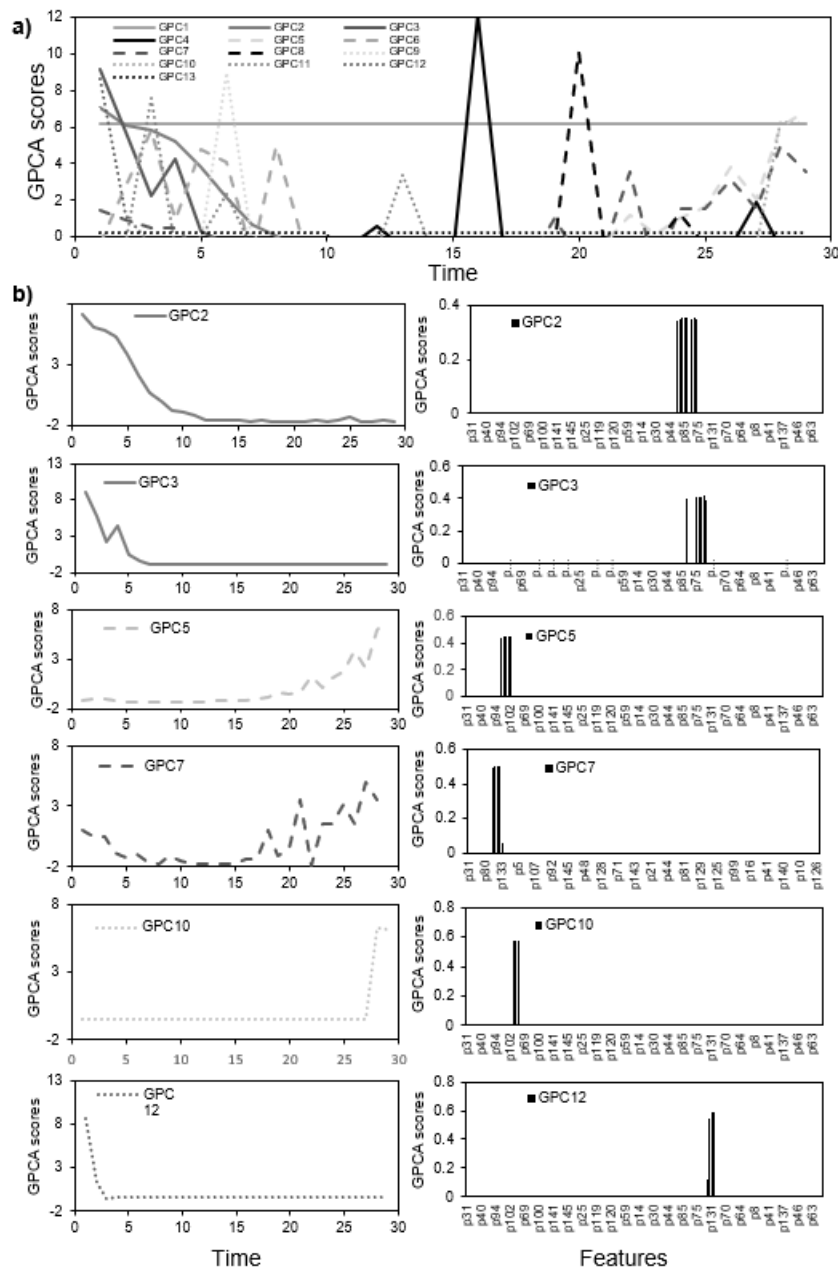 a)
GPCA scores
12
10
8
6
4
2
0
GPC1 GPC2 GPC3
GPC4 GPC5 GPC6
GPC7 GPC8 GPC9
GPC10 GPC11 GPC12
GPC13
0 5 10 15 20 25 30
Time
b)
GPCA scores
3
-2
GPC2
0 5 10 15 20 25 30
GPCA scores
0.4
0.2
0
GPC2
p31 p40 p94 p102 p69 p100 p141 p145 p25 p119 p120 p59 p14 p30 p44 p85 p75 p131 p70 p64 p8 p41 p137 p46 p63
GPCA scores
13
8
3
-2
GPC3
0 5 10 15 20 25 30
GPCA scores
0.6
0.4
0.2
0
GPC3
p31 p40 p94 p... p69 p... p... p... p25 p... p... p59 p14 p30 p44 p85 p75 p... p70 p64 p8 p41 p... p46 p63
GPCA scores
8
3
-2
GPC5
0 5 10 15 20 25 30
GPCA scores
0.6
0.4
0.2
0
GPC5
p31 p40 p94 p102 p69 p100 p141 p145 p25 p119 p120 p59 p14 p30 p44 p85 p75 p131 p70 p64 p8 p41 p137 p46 p63
GPCA scores
8
3
-2
GPC7
0 5 10 15 20 25 30
GPCA scores
0.6
0.4
0.2
0
GPC7
p31 p80 p133 p5 p107 p92 p145 p48 p128 p71 p143 p21 p44 p81 p129 p125 p99 p16 p140 p10 p126
GPCA scores
8
3
-2
GPC10
0 5 10 15 20 25 30
GPCA scores
0.8
0.6
0.4
0.2
0
GPC10
p31 p40 p94 p102 p69 p100 p141 p145 p25 p119 p120 p59 p14 p30 p44 p85 p75 p131 p70 p64 p8 p41 p137 p46 p63
GPCA scores
13
8
3
-2
GPC
12
0 5 10 15 20 25 30
Time
GPCA scores
0.8
0.6
0.4
0.2
0
GPC12
p31 p40 p94 p102 p69 p100 p141 p145 p25 p119 p120 p59 p14 p30 p44 p85 p75 p131 p70 p64 p8 p41 p137 p46 p63
Features